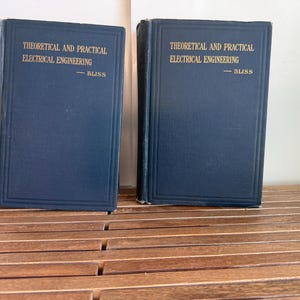 THEORETICAL AND PRACTICAL
ELECTRICAL ENGINEERING
— BLISS
THEORETICAL AND PRACTICAL
ELECTRICAL ENGINEERING
— BLISS